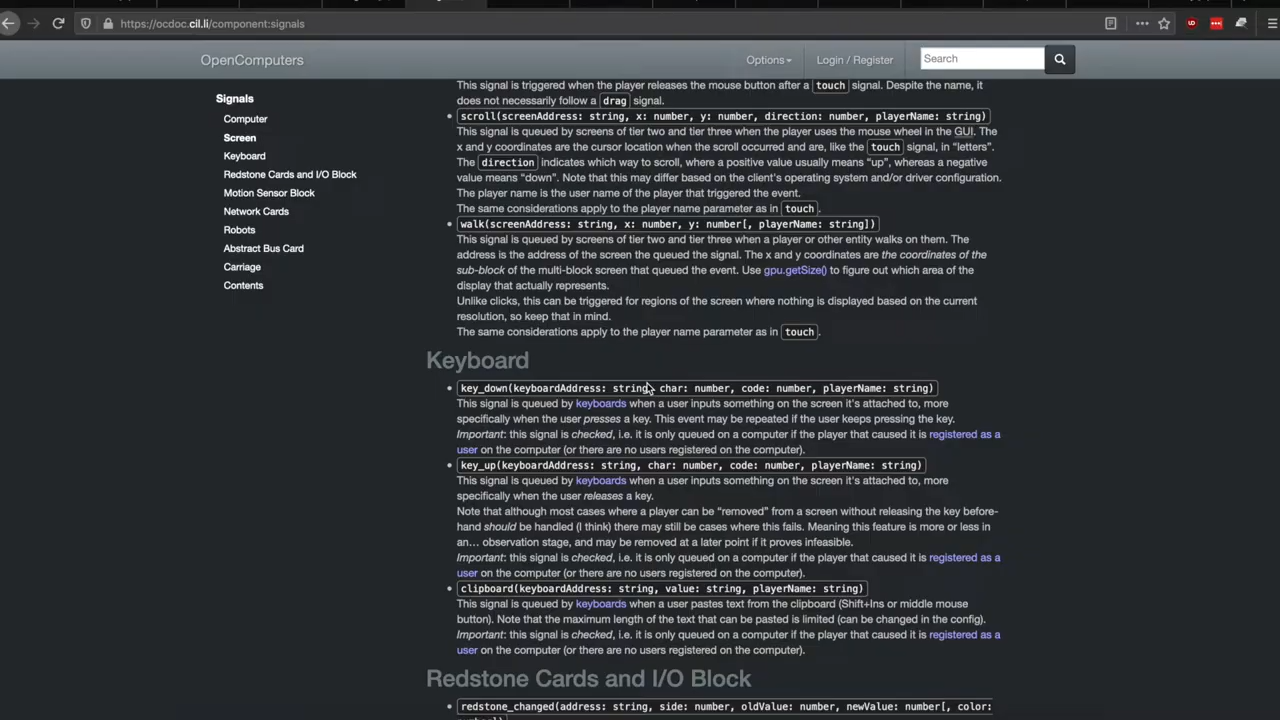 https://ocdoc.cil.li/component:signals
OpenComputers
Options
Login / Register
Search
Signals
Computer
Screen
Keyboard
Redstone Cards and I/O Block
Motion Sensor Block
Network Cards
Robots
Abstract Bus Card
Carriage
Contents
This signal is triggered when the player releases the mouse button after a touch signal. Despite the name, it
does not necessarily follow a drag signal.
scroll(screenAddress: string, x: number, y: number, direction: number, playerName: string)
This signal is queued by screens of tier two and tier three when the player uses the mouse wheel in the GUI. The
x and y coordinates are the cursor location when the scroll occurred and are, like the touch signal, in “letters”.
The direction indicates which way to scroll, where a positive value usually means “up”, whereas a negative
value means “down”. Note that this may differ based on the client's operating system and/or driver configuration.
The player name is the user name of the player that triggered the event.
The same considerations apply to the player name parameter as in touch.
walk(screenAddress: string, x: number, y: number[, playerName: string])
This signal is queued by screens of tier two and tier three when a player or other entity walks on them. The
address is the address of the screen the queued the signal. The x and y coordinates are the coordinates of the
sub-block of the multi-block screen that queued the event. Use gpu.getSize() to figure out which area of the
display that actually represents.
Unlike clicks, this can be triggered for regions of the screen where nothing is displayed based on the current
resolution, so keep that in mind.
The same considerations apply to the player name parameter as in touch.
Keyboard
key_down(keyboardAddress: string, char: number, code: number, playerName: string)
This signal is queued by keyboards when a user inputs something on the screen it's attached to, more
specifically when the user presses a key. This event may be repeated if the user keeps pressing the key.
Important: this signal is checked, i.e. it is only queued on a computer if the player that caused it is registered as a
user on the computer (or there are no users registered on the computer).
key_up(keyboardAddress: string, char: number, code: number, playerName: string)
This signal is queued by keyboards when a user inputs something on the screen it's attached to, more
specifically when the user releases a key.
Note that although most cases where a player can be “removed” from a screen without releasing the key before-
hand should be handled (I think) there may still be cases where this fails. Meaning this feature is more or less in
an… observation stage, and may be removed at a later point if it proves infeasible.
Important: this signal is checked, i.e. it is only queued on a computer if the player that caused it is registered as a
user on the computer (or there are no users registered on the computer).
clipboard(keyboardAddress: string, value: string, playerName: string)
This signal is queued by keyboards when a user pastes text from the clipboard (Shift+Ins or middle mouse
button). Note that the maximum length of the text that can be pasted is limited (can be changed in the config).
Important: this signal is checked, i.e. it is only queued on a computer if the player that caused it is registered as a
user on the computer (or there are no users registered on the computer).
Redstone Cards and I/O Block
redstone_changed(address: string, side: number, oldValue: number, newValue: number[, color: